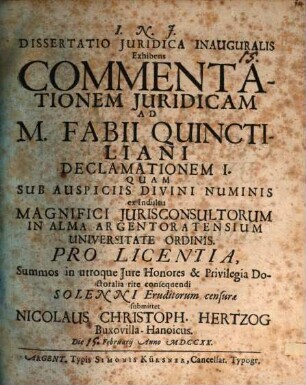 I. N. J.
DISSERTATIO JURIDICA INAUGURALIS
Exhibens
COMMENTA-
TIONEM JURIDICAM
AD
M. FABII QUINCTI-
LIANI
DECLAMATIONEM I.
QUAM
SUB AUSPICIIS DIVINI NUMINIS
ex Indultu
MAGNIFICI JURISCONSULTORUM
IN ALMA ARGENTORATENSIUM
UNIVERSITATE ORDINIS.
PRO LICENTIA,
Summos in utroque Jure Honores & Privilegia Do-
ctoralia rite consequendi
SOLENNI Eruditorum censuræ
submittet
NICOLAUS CHRISTOPH. HERTZOG
Buxovilla-Hanoicus.
Die 15. Februarij Anno MDCCXX.
ARGENT. Typis SIMONIS KÜRSNER, Cancellar. Typogr.